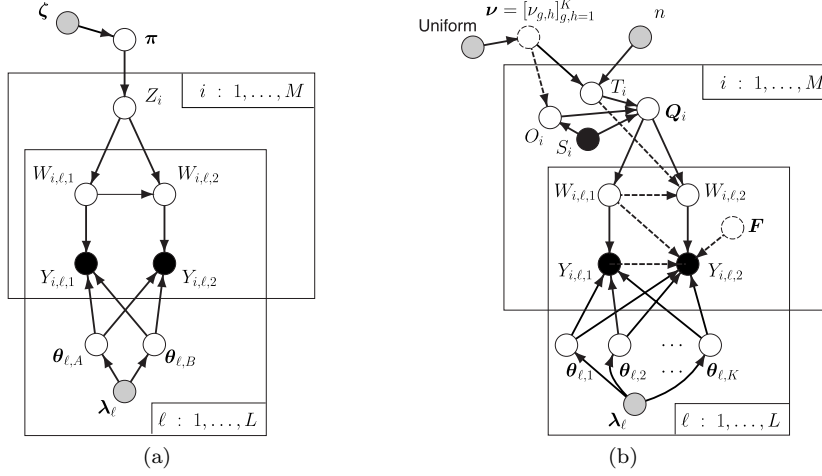 ζ
π
Z_i
i : 1, . . . , M
W_{i,ℓ,1}
W_{i,ℓ,2}
Y_{i,ℓ,1}
Y_{i,ℓ,2}
θ_{ℓ,A}
θ_{ℓ,B}
λ_ℓ
ℓ : 1, . . . , L
(a)
Uniform
ν = [ν_{g,h}]^K_{g,h=1}
n
T_i
i : 1, . . . , M
O_i
S_i
Q_i
W_{i,ℓ,1}
W_{i,ℓ,2}
F
Y_{i,ℓ,1}
Y_{i,ℓ,2}
· · ·
θ_{ℓ,1}
θ_{ℓ,2}
· · ·
θ_{ℓ,K}
λ_ℓ
ℓ : 1, . . . , L
(b)